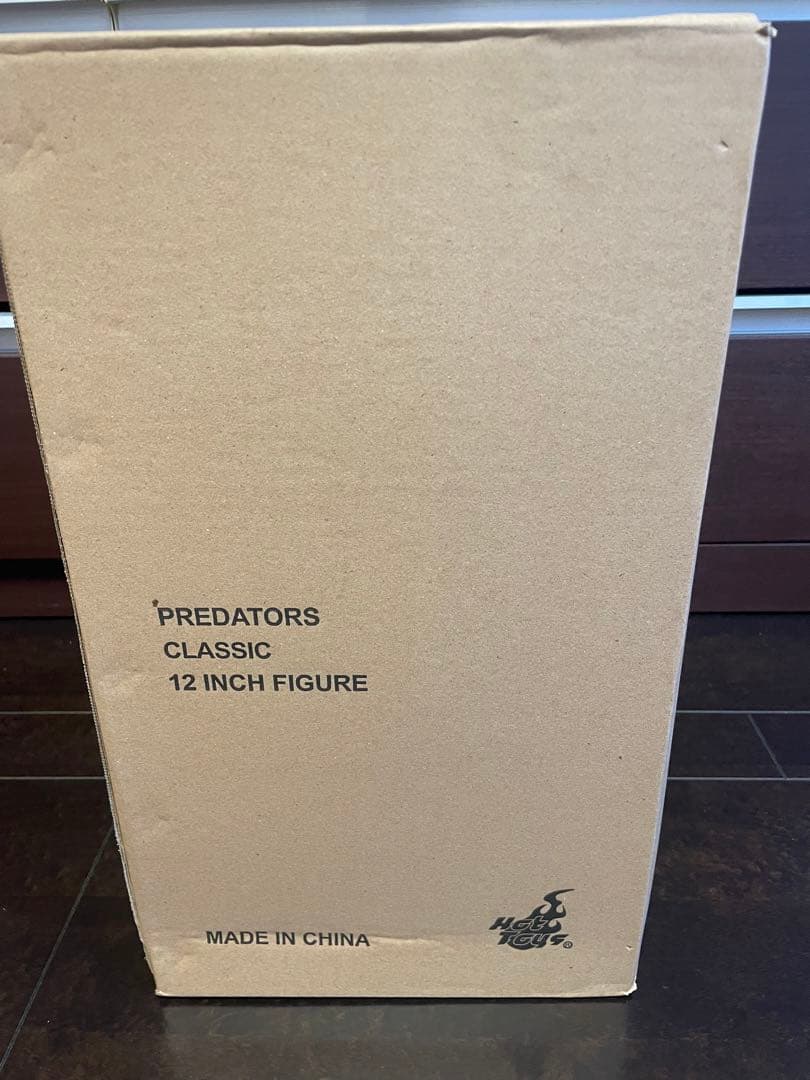 PREDATORS
CLASSIC
12 INCH FIGURE
MADE IN CHINA
Hot
Toys®